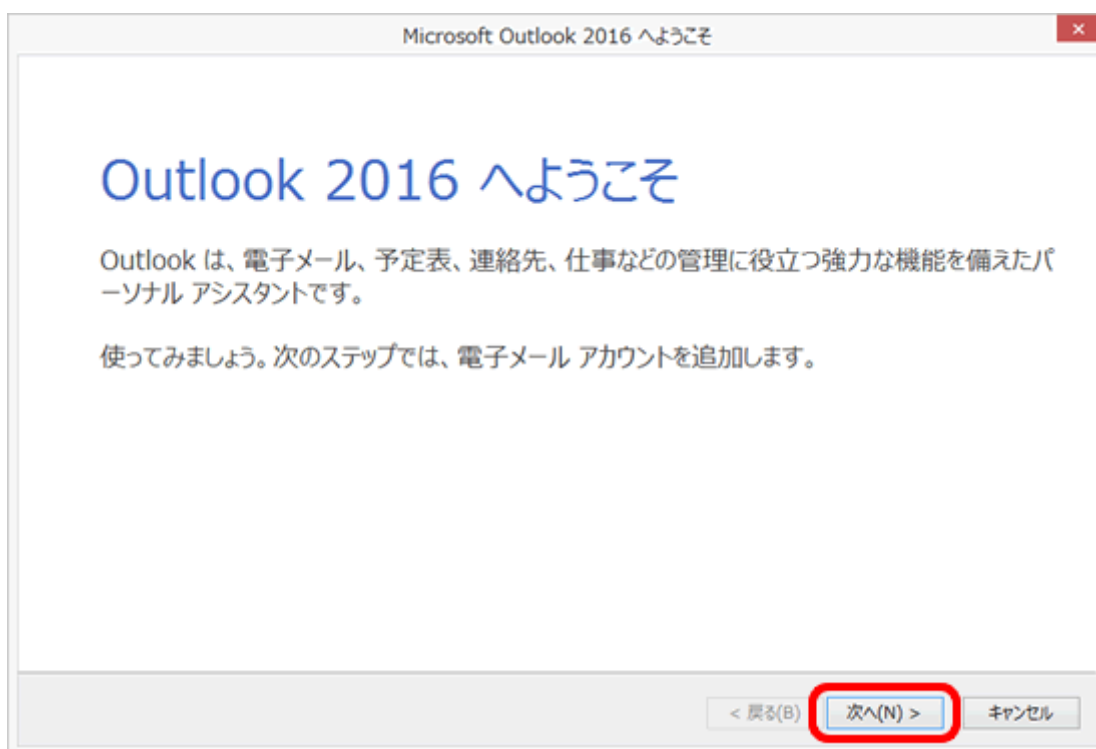 Microsoft Outlook 2016 へようこそ
Outlook 2016 へようこそ
Outlook は、電子メール、予定表、連絡先、仕事などの管理に役立つ強力な機能を備えたパ
ーソナル アシスタントです。
使ってみましょう。次のステップでは、電子メール アカウントを追加します。
< 戻る(B) 次へ(N) > キャンセル